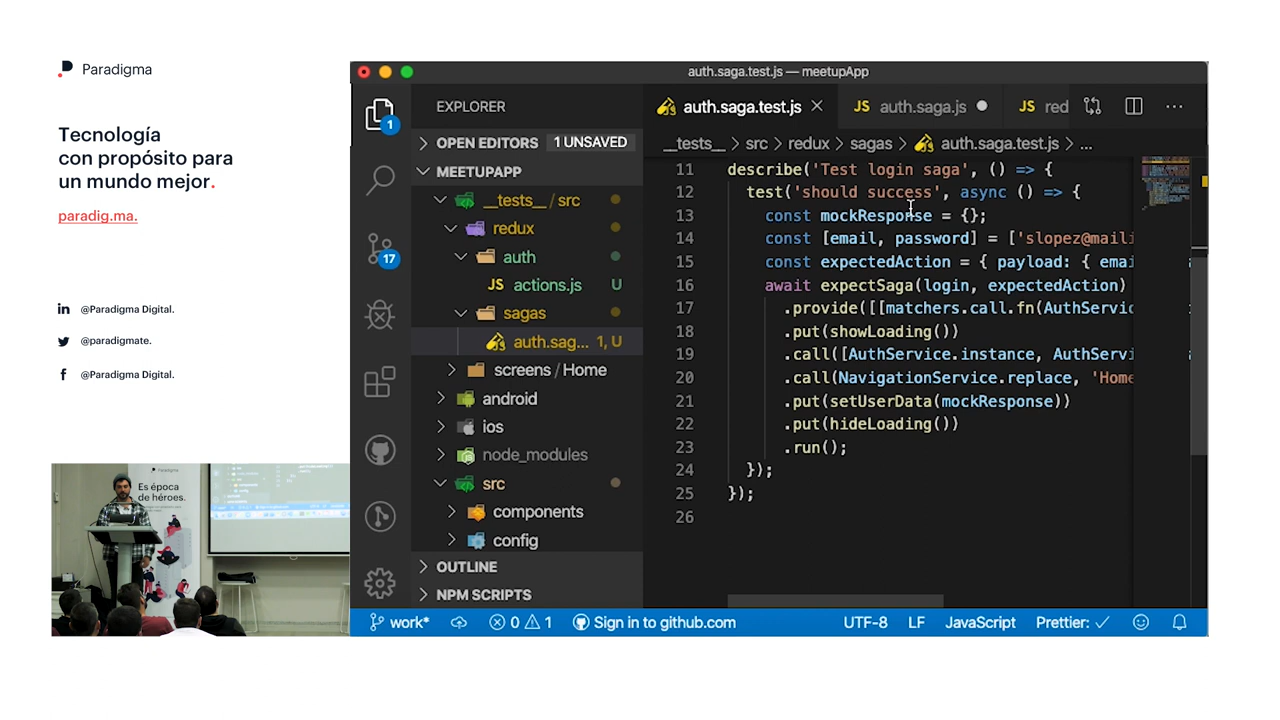 Paradigma
Tecnología
con propósito para
un mundo mejor.
paradig.ma.
@Paradigma Digital.
@paradigmate.
@Paradigma Digital.
Paradigma
Es época
de héroes.
auth.saga.test.js — meetupApp
EXPLORER
auth.saga.test.js
JS auth.saga.js
JS red
1
OPEN EDITORS 1 UNSAVED
__tests__ > src > redux > sagas > auth.saga.test.js > ...
MEETUPAPP
__tests__ / src
redux
auth
JS actions.js U
sagas
auth.sag... 1, U
screens / Home
android
ios
node_modules
src
components
config
OUTLINE
NPM SCRIPTS
17
11 describe('Test login saga', () => {
12 test('should success', async () => {
13 const mockResponse = {};
14 const [email, password] = ['slopez@maili
15 const expectedAction = { payload: { emai
16 await expectSaga(login, expectedAction)
17 .provide([[matchers.call.fn(AuthServic
18 .put(showLoading())
19 .call([AuthService.instance, AuthServi
20 .call(NavigationService.replace, 'Home
21 .put(setUserData(mockResponse))
22 .put(hideLoading())
23 .run();
24 });
25 });
26
work* 0 1 Sign in to github.com UTF-8 LF JavaScript Prettier: ✓